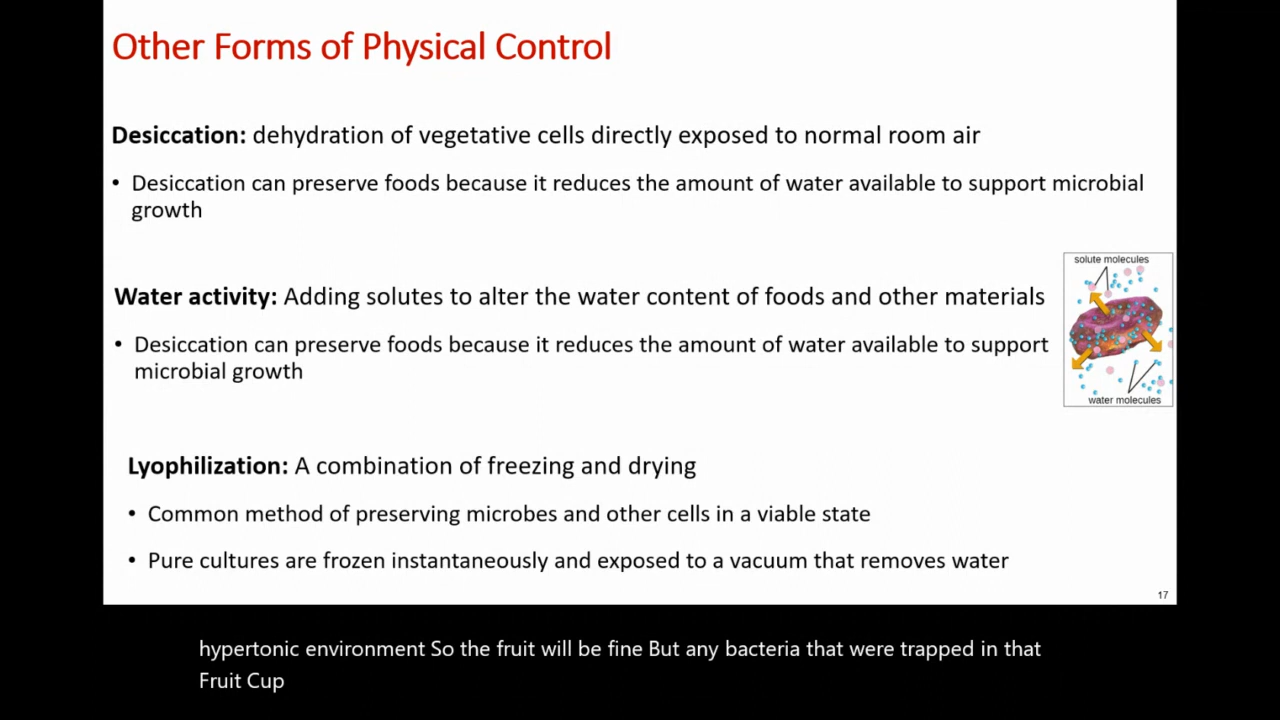 Other Forms of Physical Control
Desiccation: dehydration of vegetative cells directly exposed to normal room air
• Desiccation can preserve foods because it reduces the amount of water available to support microbial
growth
Water activity: Adding solutes to alter the water content of foods and other materials
• Desiccation can preserve foods because it reduces the amount of water available to support
microbial growth
solute molecules
water molecules
Lyophilization: A combination of freezing and drying
• Common method of preserving microbes and other cells in a viable state
• Pure cultures are frozen instantaneously and exposed to a vacuum that removes water
17
hypertonic environment So the fruit will be fine But any bacteria that were trapped in that
Fruit Cup